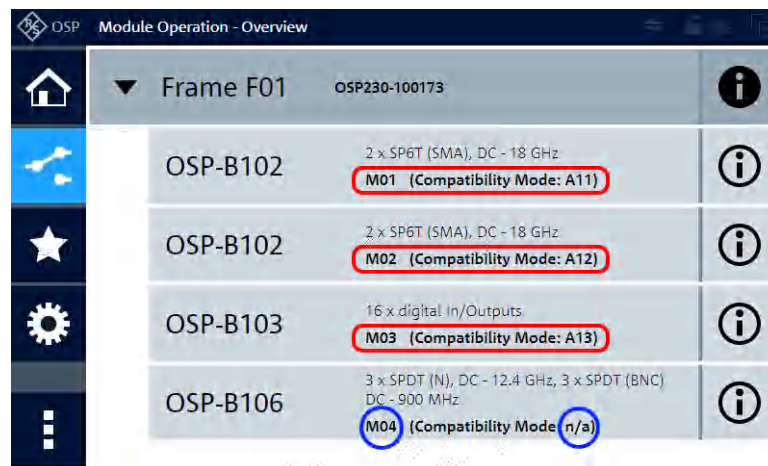 R&S OSP Module Operation - Overview
Frame F01 OSP230-100173
OSP-B102
2 x SP6T (SMA), DC - 18 GHz
M01 (Compatibility Mode: A11)
OSP-B102
2 x SP6T (SMA), DC - 18 GHz
M02 (Compatibility Mode: A12)
OSP-B103
16 x digital In/Outputs
M03 (Compatibility Mode: A13)
OSP-B106
3 x SPDT (N), DC - 12.4 GHz, 3 x SPDT (BNC)
DC - 900 MHz
M04 (Compatibility Mode: n/a)